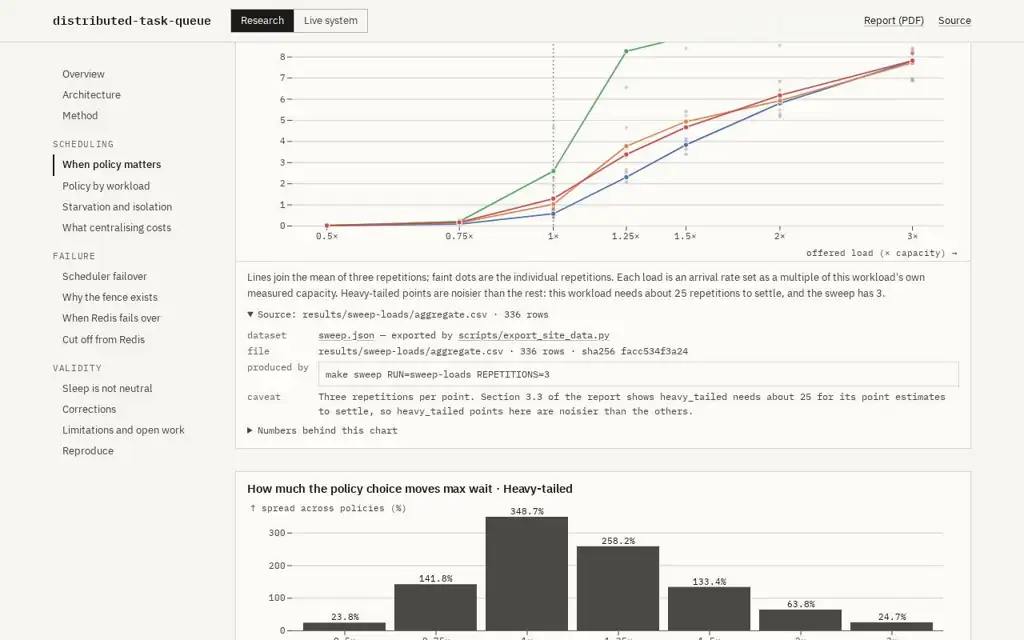 distributed-task-queue
Research
Live system
Report (PDF)
Source
Overview
Architecture
Method
SCHEDULING
When policy matters
Policy by workload
Starvation and isolation
What centralising costs
FAILURE
Scheduler failover
Why the fence exists
When Redis fails over
Cut off from Redis
VALIDITY
Sleep is not neutral
Corrections
Limitations and open work
Reproduce
8
7
6
5
4
3
2
1
0
0.5×
0.75×
1×
1.25×
1.5×
2×
3×
offered load (× capacity) →
Lines join the mean of three repetitions; faint dots are the individual repetitions. Each load is an arrival rate set as a multiple of this workload's own
measured capacity. Heavy-tailed points are noisier than the rest: this workload needs about 25 repetitions to settle, and the sweep has 3.
▼ Source: results/sweep-loads/aggregate.csv · 336 rows
dataset sweep.json — exported by scripts/export_site_data.py
file results/sweep-loads/aggregate.csv · 336 rows · sha256 facc534f3a24
produced by make sweep RUN=sweep-loads REPETITIONS=3
caveat Three repetitions per point. Section 3.3 of the report shows heavy_tailed needs about 25 for its point estimates
to settle, so heavy_tailed points here are noisier than the others.
▶ Numbers behind this chart
How much the policy choice moves max wait · Heavy-tailed
↑ spread across policies (%)
300
200
100
0
23.8%
141.8%
348.7%
258.2%
133.4%
63.8%
24.7%